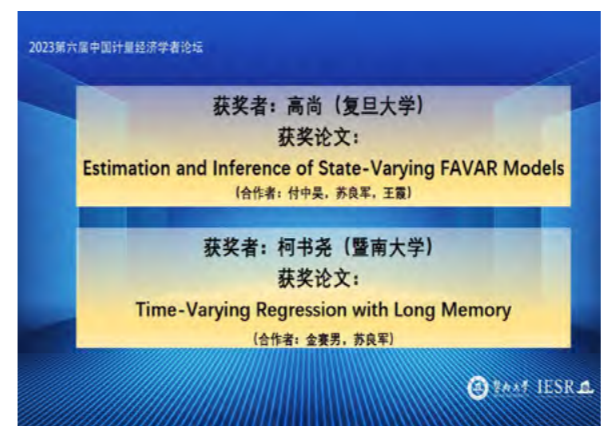 2023第六届中国计量经济学者论坛
获奖者：高尚（复旦大学）
获奖论文：
Estimation and Inference of State-Varying FAVAR Models
（合作者：付中昊，苏良军，王霞）
获奖者：柯书尧（暨南大学）
获奖论文：
Time-Varying Regression with Long Memory
（合作者：金赛男，苏良军）
暨南大学 IESR